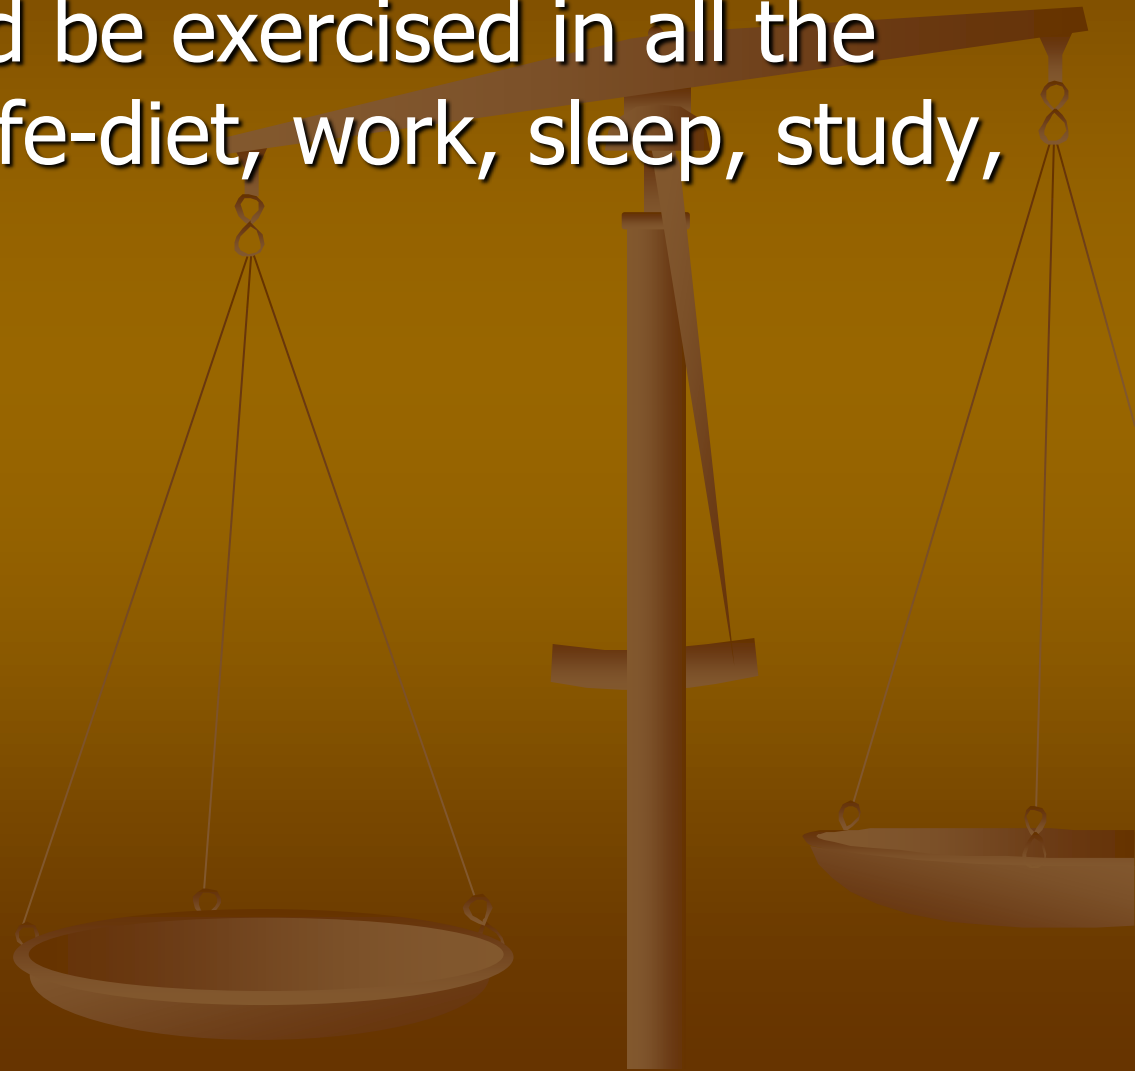 d be exercised in all the
fe-diet, work, sleep, study,